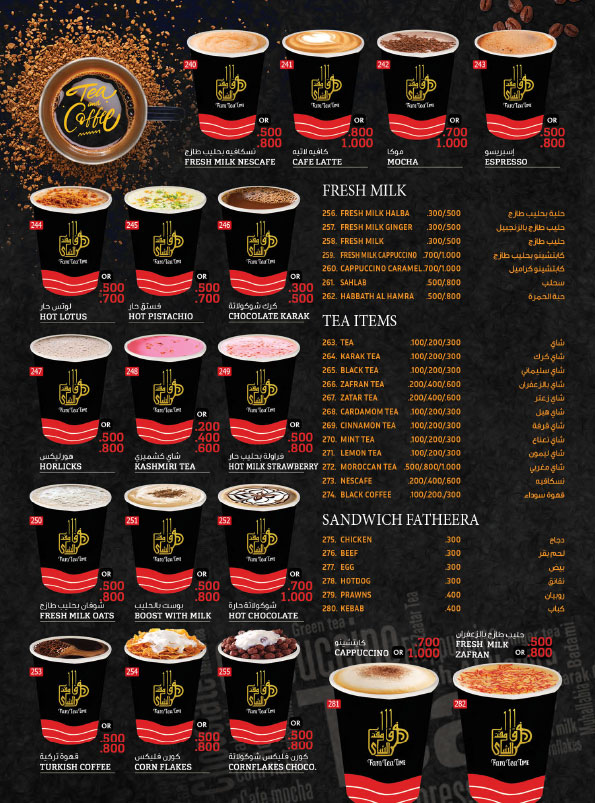 Tea
and
Coffee
240
OR
.500
.800
نسكافيه بحليب طازج
FRESH MILK NESCAFE
241
OR
.800
1.000
كافيه لاتيه
CAFE LATTE
242
OR
.700
1.000
موكا
MOCHA
243
OR
.500
.800
إسبريسو
ESPRESSO
Faro Tea Time
244
OR
.500
.700
لوتس حار
HOT LOTUS
245
OR
.500
.700
فستق حار
HOT PISTACHIO
246
OR
.300
.500
كرك شوكولاتة
CHOCOLATE KARAK
247
OR
.500
.800
هورليكس
HORLICKS
248
OR
.200
.400
.600
شاي كشميري
KASHMIRI TEA
249
OR
.500
.800
فراولة بحليب حار
HOT MILK STRAWBERRY
250
OR
.500
.800
شوفان بحليب طازج
FRESH MILK OATS
251
OR
.500
.800
بوست بالحليب
BOOST WITH MILK
252
OR
.700
1.000
شوكولاتة حارة
HOT CHOCOLATE
253
OR
.500
.800
قهوة تركية
TURKISH COFFEE
254
OR
.500
.800
كورن فليكس
CORN FLAKES
255
OR
.500
.800
كورن فليكس شوكولاتة
CORNFLAKES CHOCO.
FRESH MILK
256. FRESH MILK HALBA .300/500 حلبة بحليب طازج
257. FRESH MILK GINGER .300/500 حليب طازج بالزنجبيل
258. FRESH MILK .300/500 حليب طازج
259. FRESH MILK CAPPUCCINO .700/1.000 كابتشينو بحليب طازج
260. CAPPUCCINO CARAMEL .700/1.000 كابتشينو كراميل
261. SAHLAB .500/800 سحلب
262. HABBATH AL HAMRA .500/800 حبة الحمرة
TEA ITEMS
263. TEA .100/200/300 شاي
264. KARAK TEA .100/200/300 شاي كرك
265. BLACK TEA .100/200/300 شاي سليماني
266. ZAFRAN TEA .200/400/600 شاي بالزعفران
267. ZATAR TEA .200/400/600 شاي زعتر
268. CARDAMOM TEA .100/200/300 شاي هيل
269. CINNAMON TEA .100/200/300 شاي قرفة
270. MINT TEA .100/200/300 شاي نعناع
271. LEMON TEA .100/200/300 شاي ليمون
272. MOROCCAN TEA .500/800/1.000 شاي مغربي
273. NESCAFE .200/400/600 نسكافيه
274. BLACK COFFEE .100/200/300 قهوة سوداء
SANDWICH FATHEERA
275. CHICKEN .300 دجاج
276. BEEF .300 لحم بقر
277. EGG .300 بيض
278. HOTDOG .300 نقانق
279. PRAWNS .400 روبيان
280. KEBAB .400 كباب
كابتشينو
CAPPUCCINO
.700
OR 1.000
281
Faro Tea Time
حليب طازج بالزعفران
FRESH MILK
ZAFRAN
.500
OR .800
282
Faro Tea Time